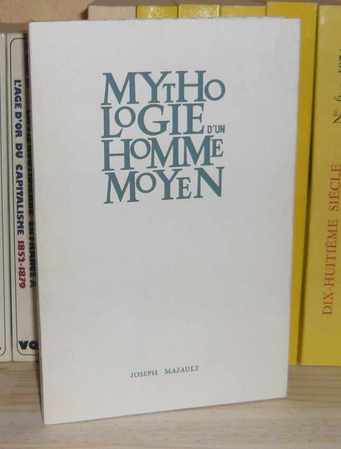 MYTHO
LOGIE D'UN
HOMME
MOYEN
JOSEPH MAJAULT
L'AGE D'OR DU CAPITALISME 1852-1879
DIX-HUITIÈME SIÈCLE